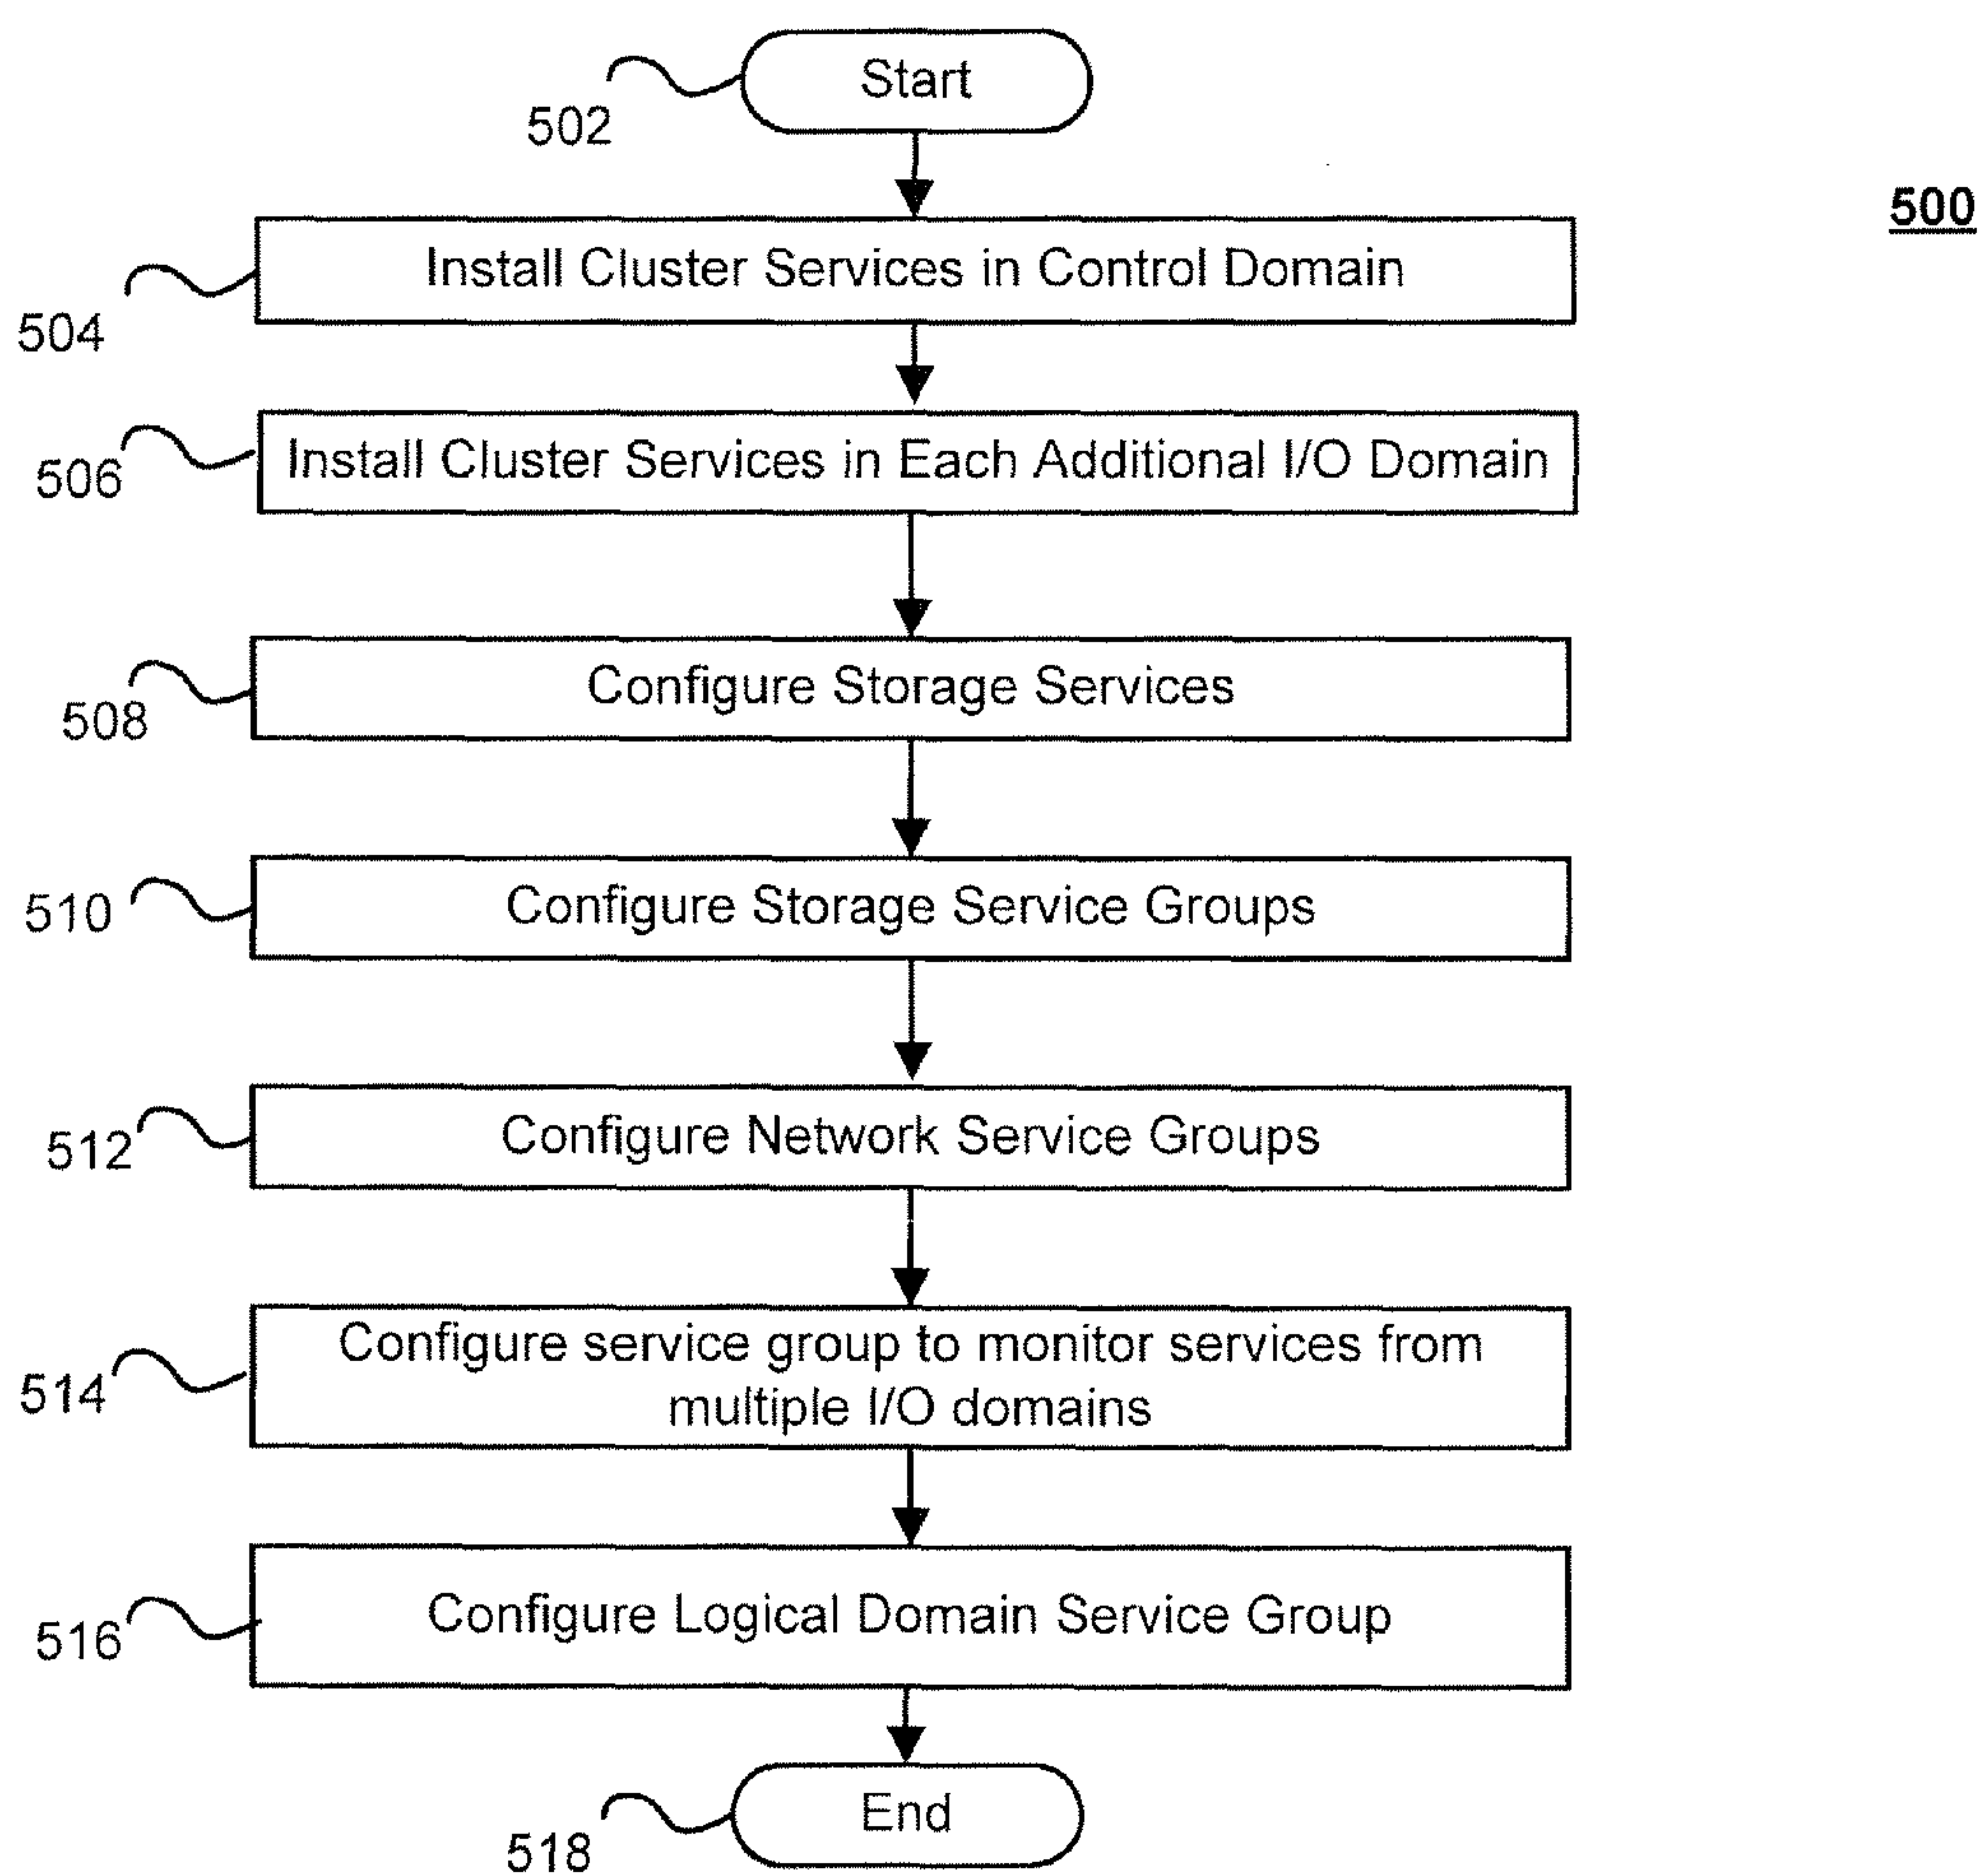 Start
502
500
Install Cluster Services in Control Domain
504
Install Cluster Services in Each Additional I/O Domain
506
Configure Storage Services
508
Configure Storage Service Groups
510
Configure Network Service Groups
512
Configure service group to monitor services from
multiple I/O domains
514
Configure Logical Domain Service Group
516
End
518